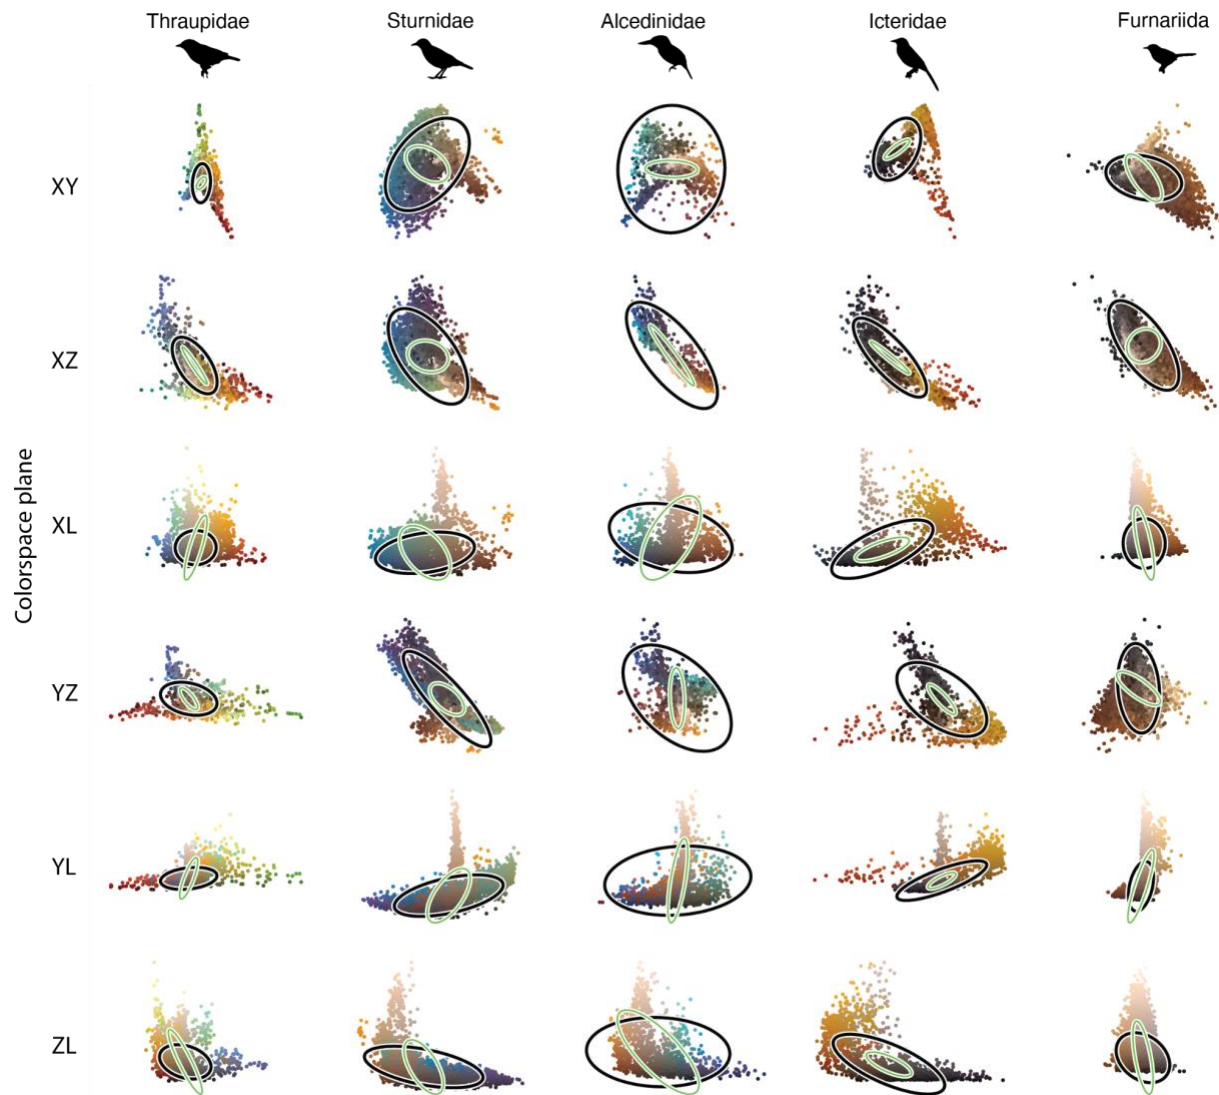 Thraupidae Sturnidae Alcedinidae Icteridae Furnariida
XY
XZ
XL
YZ
YL
ZL
Colorspace plane